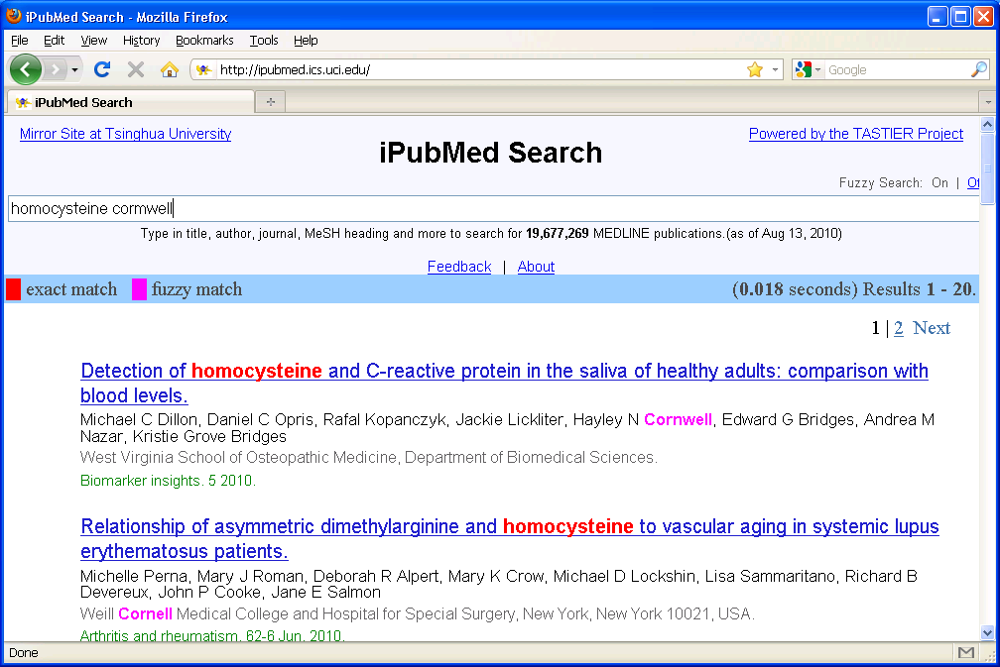 iPubMed Search - Mozilla Firefox
File Edit View History Bookmarks Tools Help
http://ipubmed.ics.uci.edu/
Google
iPubMed Search
Mirror Site at Tsinghua University
Powered by the TASTIER Project
iPubMed Search
Fuzzy Search: On |
homocysteine cormwell
Type in title, author, journal, MeSH heading and more to search for 19,677,269 MEDLINE publications.(as of Aug 13, 2010)
Feedback | About
exact match fuzzy match
(0.018 seconds) Results 1 - 20.
1 | 2 Next
Detection of homocysteine and C-reactive protein in the saliva of healthy adults: comparison with
blood levels.
Michael C Dillon, Daniel C Opris, Rafal Kopanczyk, Jackie Lickliter, Hayley N Cornwell, Edward G Bridges, Andrea M
Nazar, Kristie Grove Bridges
West Virginia School of Osteopathic Medicine, Department of Biomedical Sciences.
Biomarker insights. 5 2010.
Relationship of asymmetric dimethylarginine and homocysteine to vascular aging in systemic lupus
erythematosus patients.
Michelle Perna, Mary J Roman, Deborah R Alpert, Mary K Crow, Michael D Lockshin, Lisa Sammaritano, Richard B
Devereux, John P Cooke, Jane E Salmon
Weill Cornell Medical College and Hospital for Special Surgery, New York, New York 10021, USA.
Arthritis and rheumatism. 62-6 Jun, 2010.
Done